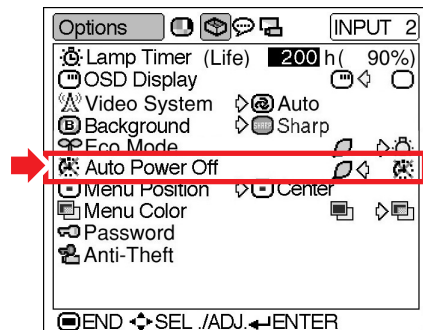 Options INPUT 2
Lamp Timer (Life) 200 h( 90%)
OSD Display
Video System Auto
B Background SHARP Sharp
Eco Mode
Auto Power Off
Menu Position Center
Menu Color
Password
Anti-Theft
END SEL./ADJ. ENTER